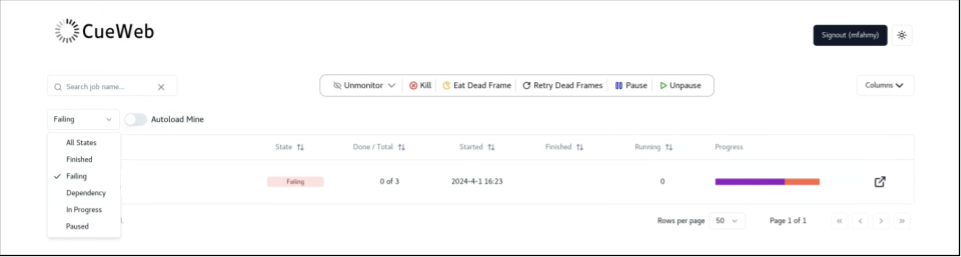 CueWeb
Signout (mfahmy)
Search job name...
Unmonitor Kill Eat Dead Frame Retry Dead Frames Pause Unpause
Columns
Failing Autoload Mine
All States
Finished
Failing
Dependency
In Progress
Paused
State Done / Total Started Finished Running Progress
Failing 0 of 3 2024-4-1 16:23 0
Rows per page 50 Page 1 of 1